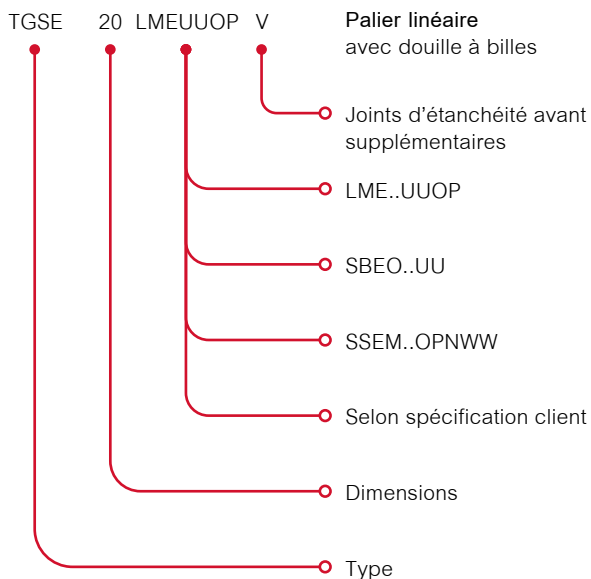 TGSE 20 LMEUUOP V
Palier linéaire
avec douille à billes
Joints d'étanchéité avant
supplémentaires
LME..UUOP
SBEO..UU
SSEM..OPNWW
Selon spécification client
Dimensions
Type